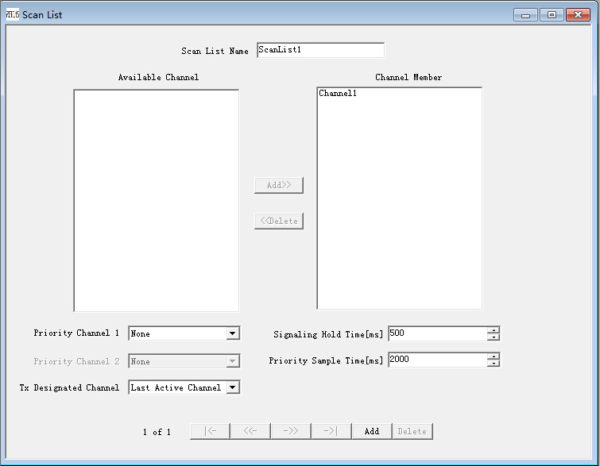 Scan List
Scan List Name ScanList1
Available Channel Channel Member
Channel1
Add>>
<<Delete
Priority Channel 1 None Signaling Hold Time[ms] 500
Priority Channel 2 None Priority Sample Time[ms] 2000
Tx Designated Channel Last Active Channel
1 of 1 |<- <<- ->> ->| Add Delete